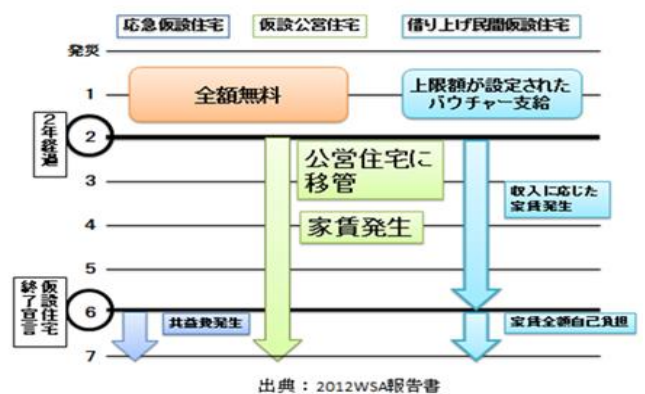 応急仮設住宅 仮設公営住宅 借り上げ民間仮設住宅
発災
1
全額無料
上限額が設定された
バウチャー支給
2年経過
2
公営住宅に
移管
3
収入に応じた
家賃発生
家賃発生
4
5
仮設住宅
終了宣言
6
共益費発生
家賃全額自己負担
7
出典：2012WSA報告書